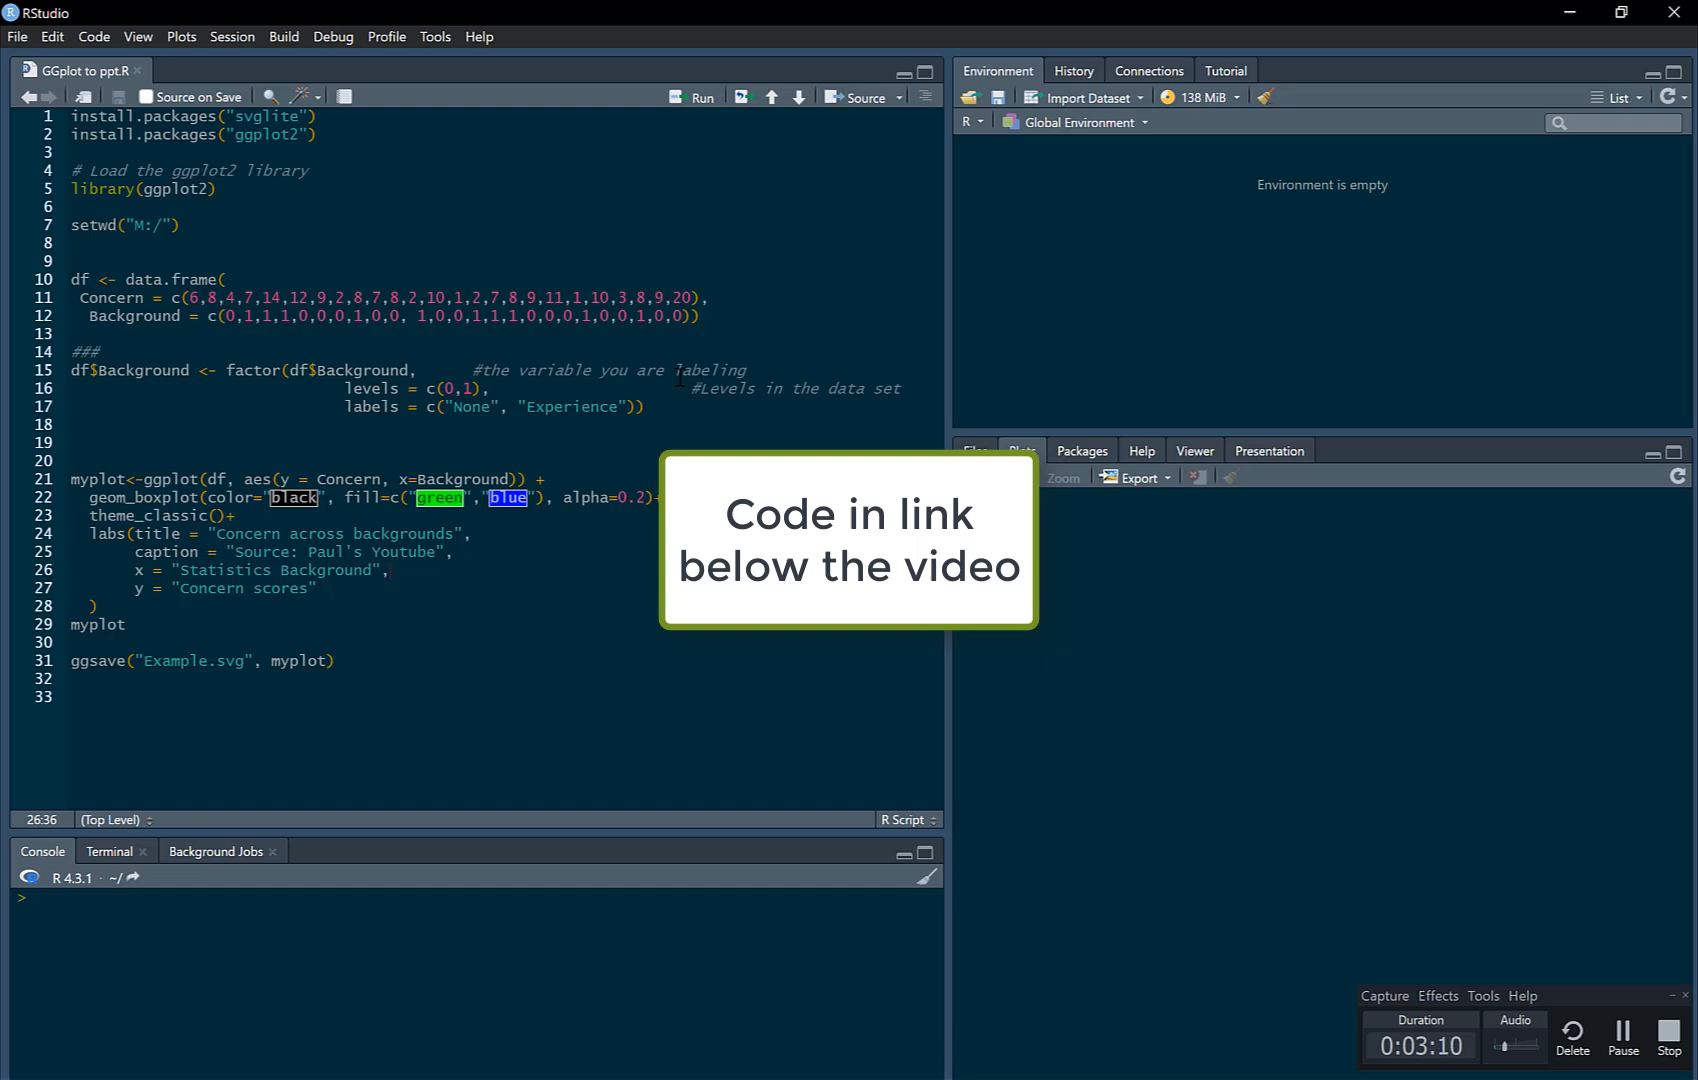 RStudio
File Edit Code View Plots Session Build Debug Profile Tools Help
GGplot to ppt.R
Source on Save Run Source
1 install.packages("svglite")
2 install.packages("ggplot2")
3
4 # Load the ggplot2 library
5 library(ggplot2)
6
7 setwd("M:/")
8
9
10 df <- data.frame(
11 Concern = c(6,8,4,7,14,12,9,2,8,7,8,2,10,1,2,7,8,9,11,1,10,3,8,9,20),
12 Background = c(0,1,1,1,0,0,0,1,0,0, 1,0,0,1,1,1,0,0,0,1,0,0,1,0,0))
13
14 ###
15 df$Background <- factor(df$Background, #the variable you are labeling
16 levels = c(0,1), #Levels in the data set
17 labels = c("None", "Experience"))
18
19
20
21 myplot<-ggplot(df, aes(y = Concern, x=Background)) +
22 geom_boxplot(color="black", fill=c("green","blue"), alpha=0.2)+
23 theme_classic()+
24 labs(title = "Concern across backgrounds",
25 caption = "Source: Paul's Youtube",
26 x = "Statistics Background",
27 y = "Concern scores"
28 )
29 myplot
30
31 ggsave("Example.svg", myplot)
32
33
26:36 (Top Level) R Script
Console Terminal Background Jobs
R 4.3.1 · ~/
>
Environment History Connections Tutorial
Import Dataset 138 MiB List
R Global Environment
Environment is empty
Files Plots Packages Help Viewer Presentation
Zoom Export
Code in link
below the video
Capture Effects Tools Help
Duration Audio
0:03:10
Delete Pause Stop